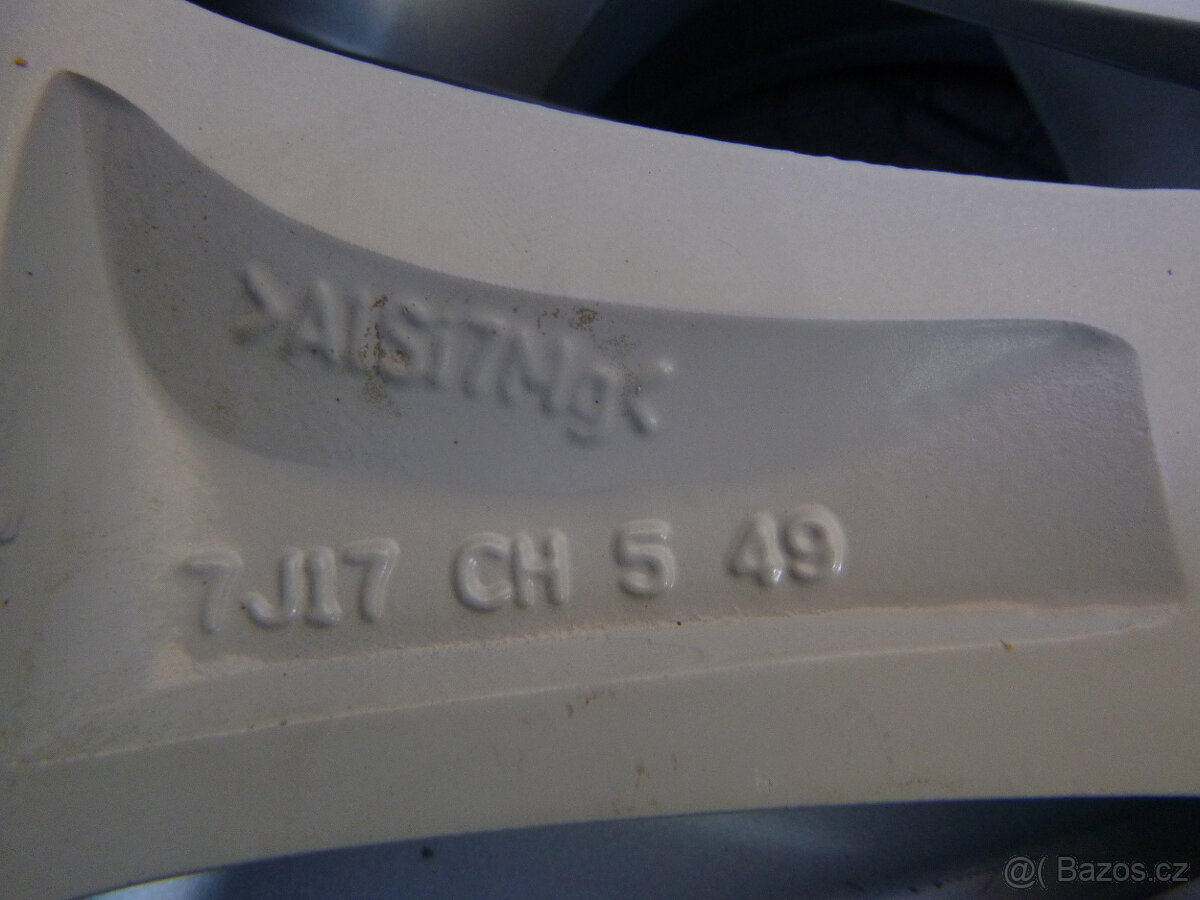 >AlSi7Mg<
7J17 CH 5 49
@( Bazos.cz